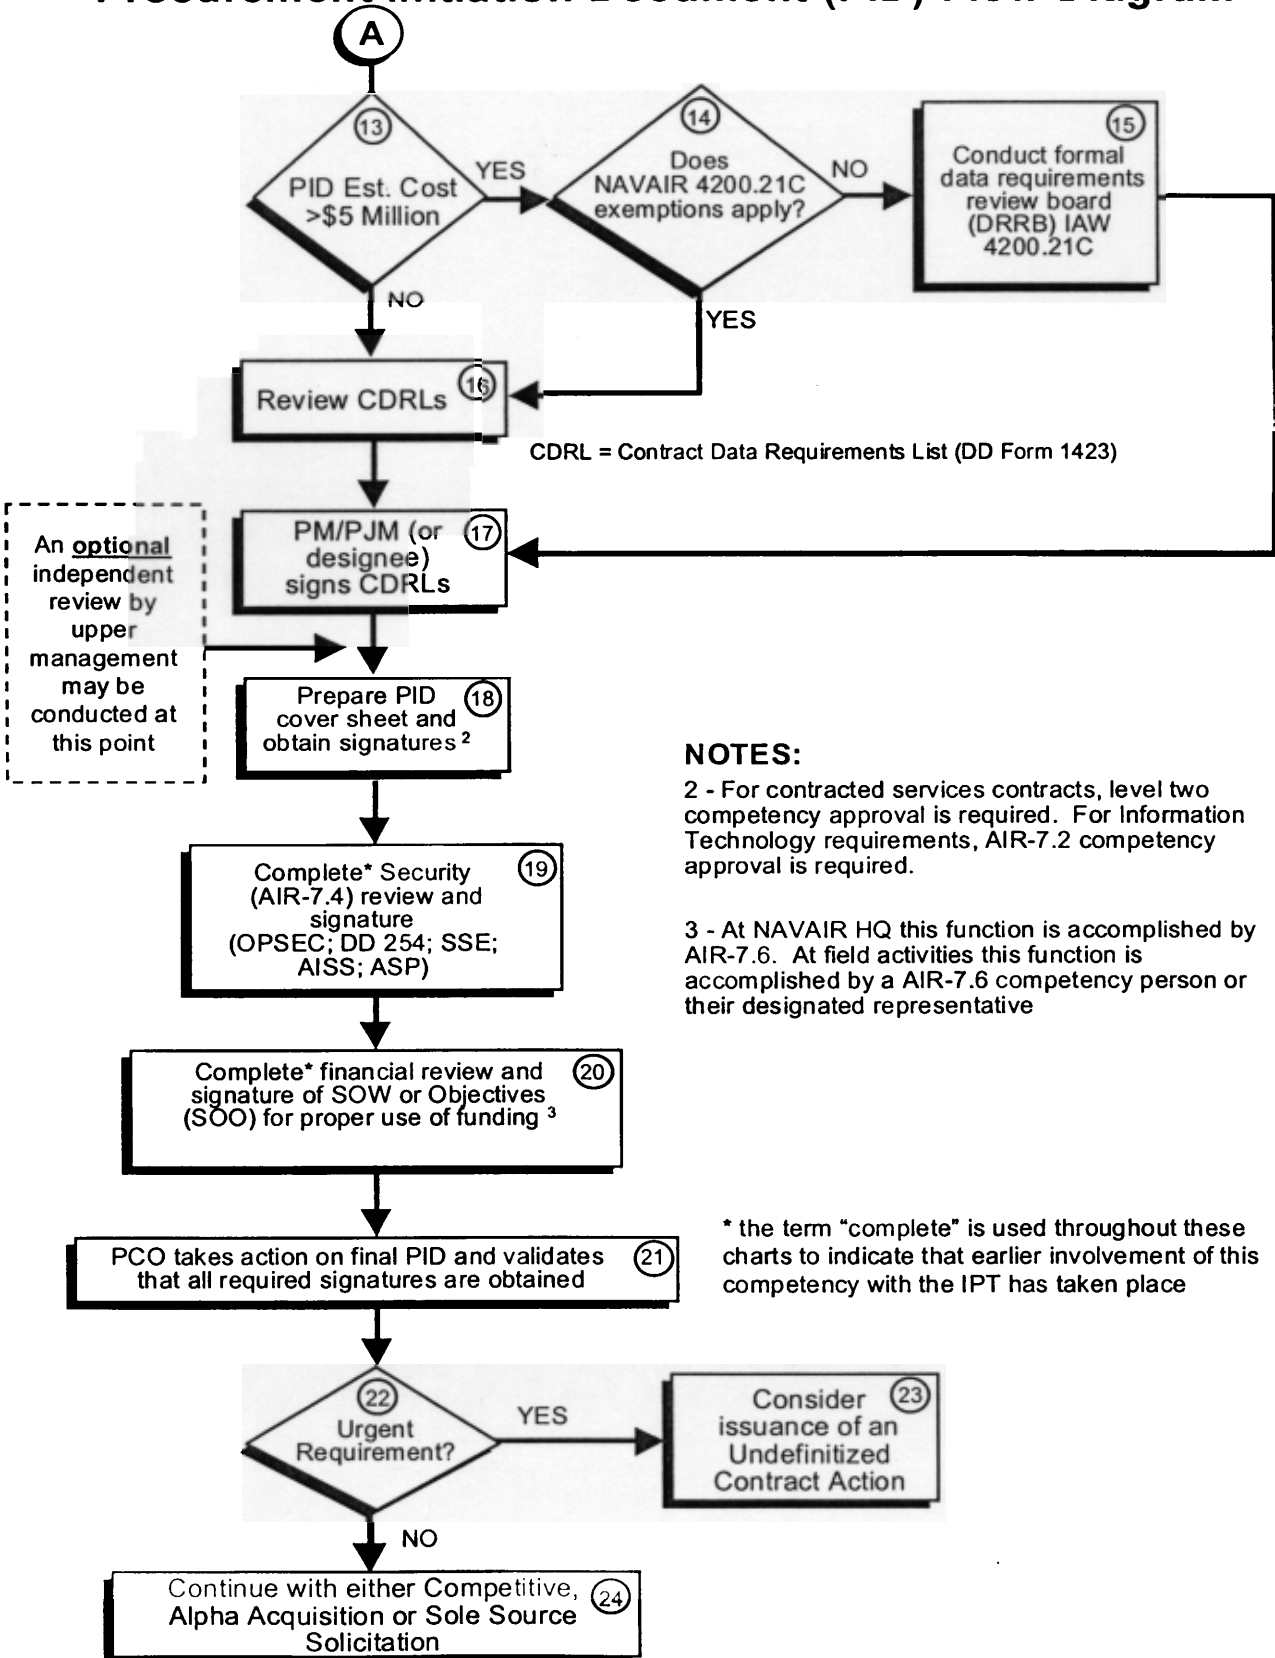 A
13
PID Est. Cost
>$5 Million
YES
NO
14
Does
NAVAIR 4200.21C
exemptions apply?
NO
YES
15
Conduct formal
data requirements
review board
(DRRB) IAW
4200.21C
16
Review CDRLs
CDRL = Contract Data Requirements List (DD Form 1423)
17
PM/PJM (or
designee)
signs CDRLs
An optional
independent
review by
upper
management
may be
conducted at
this point
18
Prepare PID
cover sheet and
obtain signatures 2
NOTES:
2 - For contracted services contracts, level two
competency approval is required. For Information
Technology requirements, AIR-7.2 competency
approval is required.
3 - At NAVAIR HQ this function is accomplished by
AIR-7.6. At field activities this function is
accomplished by a AIR-7.6 competency person or
their designated representative
19
Complete* Security
(AIR-7.4) review and
signature
(OPSEC; DD 254; SSE;
AISS; ASP)
20
Complete* financial review and
signature of SOW or Objectives
(SOO) for proper use of funding 3
21
PCO takes action on final PID and validates
that all required signatures are obtained
* the term "complete" is used throughout these
charts to indicate that earlier involvement of this
competency with the IPT has taken place
22
Urgent
Requirement?
YES
NO
23
Consider
issuance of an
Undefinitized
Contract Action
24
Continue with either Competitive,
Alpha Acquisition or Sole Source
Solicitation